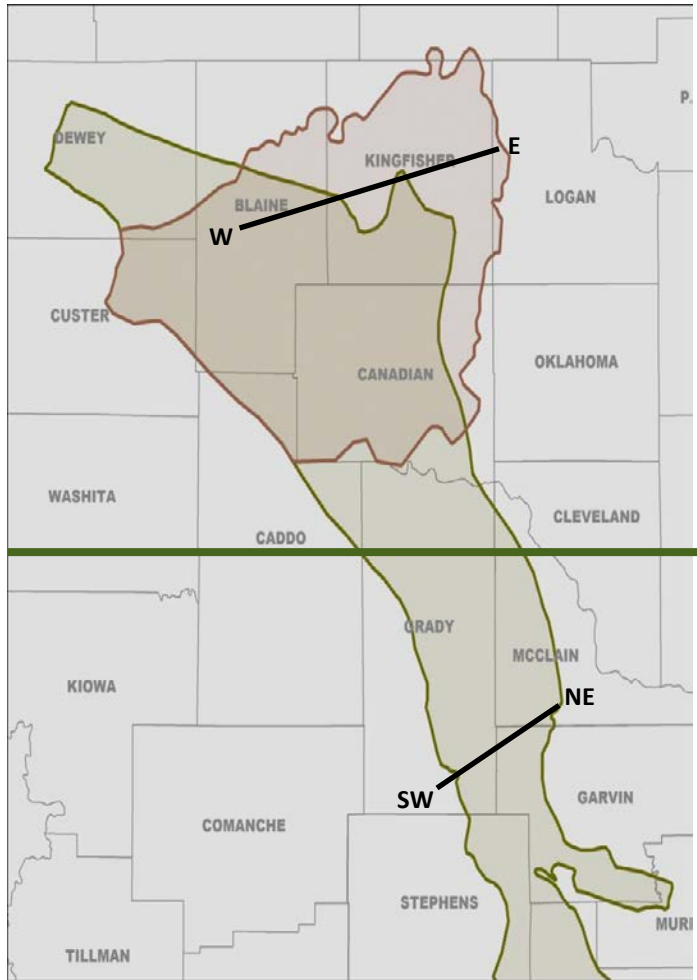 DEWEY
P.
E
KINGFISHER
LOGAN
BLAINE
W
CUSTER
OKLAHOMA
CANADIAN
WASHITA
CLEVELAND
CADDO
GRADY
MCCLAIN
KIOWA
NE
SW
GARVIN
COMANCHE
STEPHENS
MURR
TILLMAN